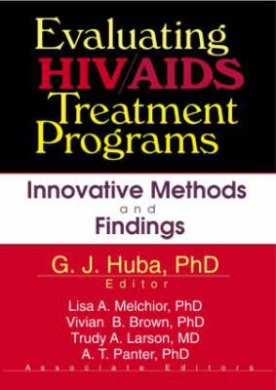 Evaluating
HIV/AIDS
Treatment
Programs
Innovative Methods
and
Findings
G. J. Huba, PhD
Editor
Lisa A. Melchior, PhD
Vivian B. Brown, PhD
Trudy A. Larson, MD
A. T. Panter, PhD
Associate Editors